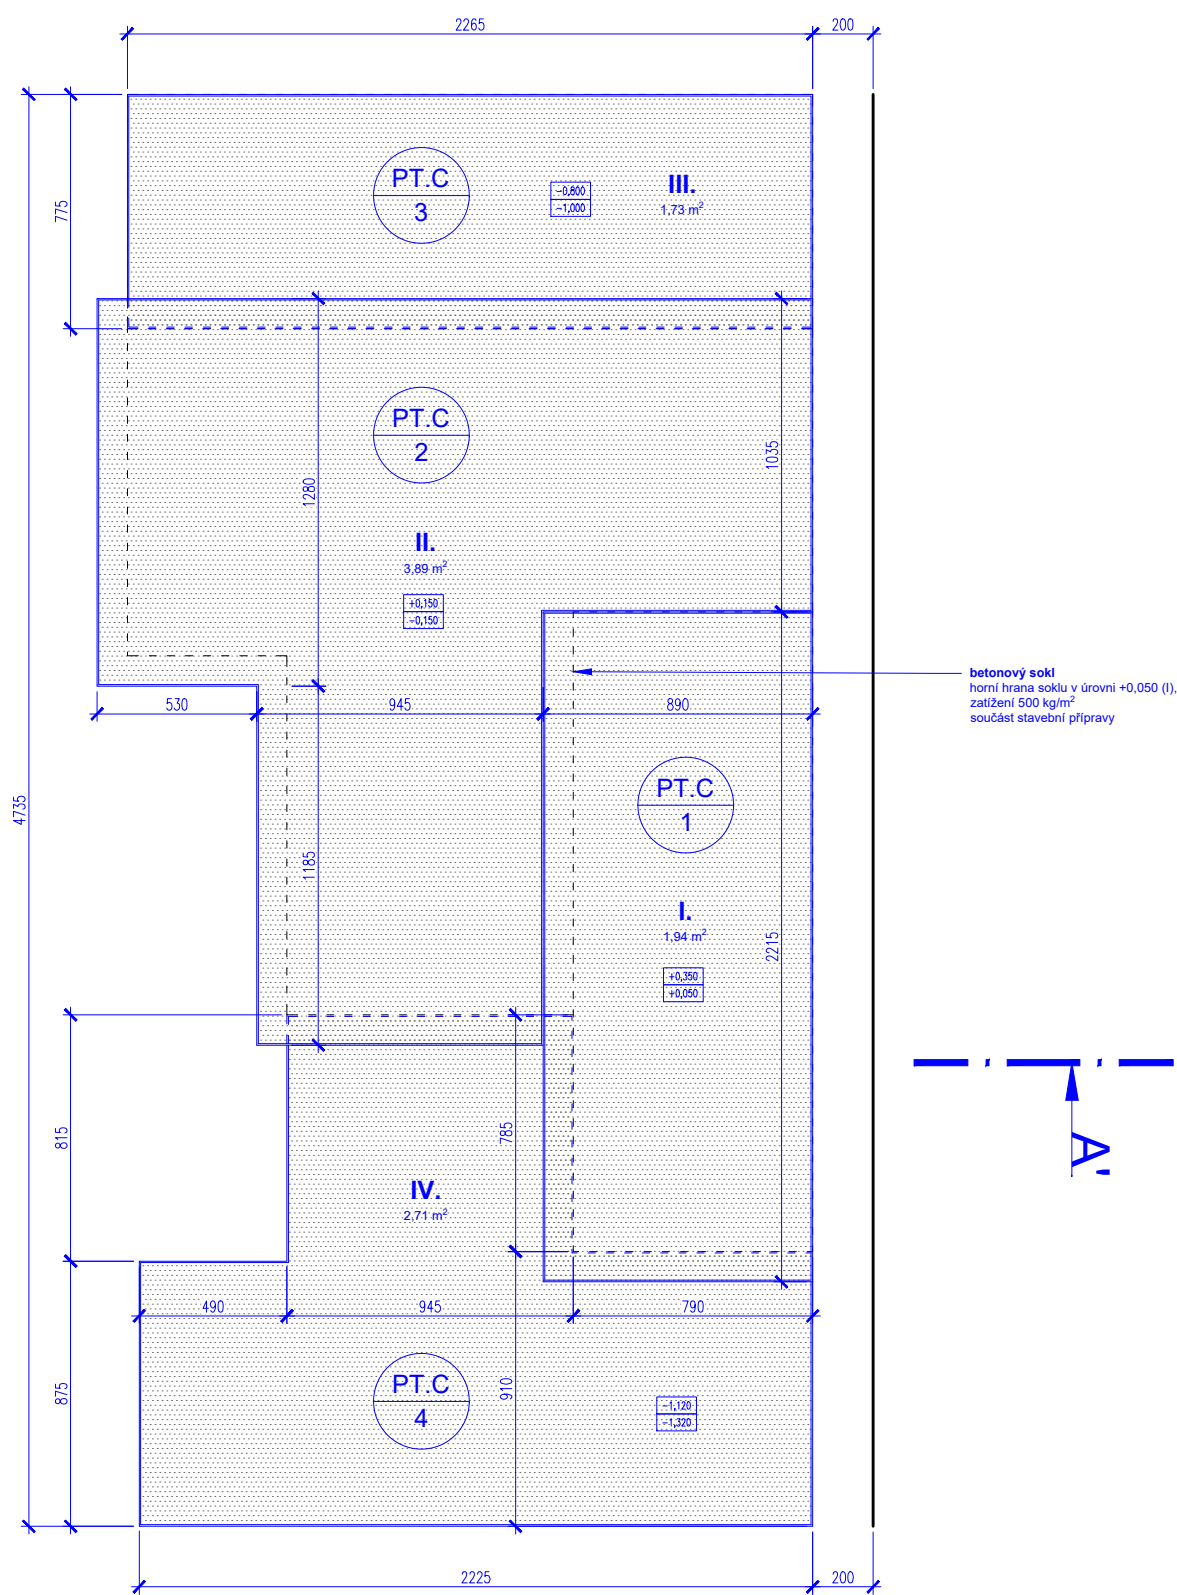 2265
200
775
PT.C
3
-0,800
-1,000
III.
1,73 m²
PT.C
2
1280
1035
II.
3,89 m²
+0,150
-0,150
betonový sokl
horní hrana soklu v úrovni +0,050 (I),
zatížení 500 kg/m²
součást stavební přípravy
530
945
890
4735
PT.C
1
1185
I.
1,94 m²
2215
+0,350
+0,050
815
785
A'
IV.
2,71 m²
490
945
790
875
PT.C
4
910
-1,120
-1,320
2225
200